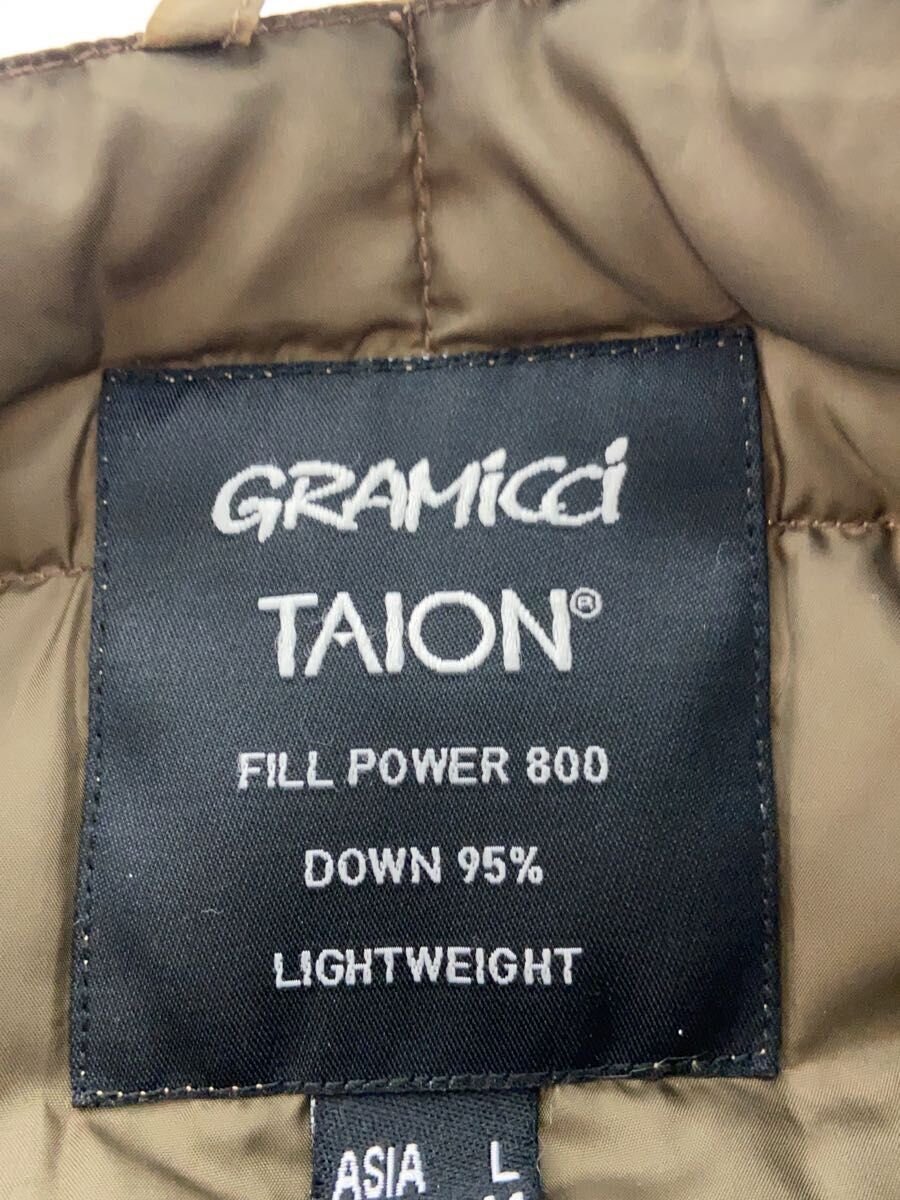 GRAMiCCi
TAION®
FILL POWER 800
DOWN 95%
LIGHTWEIGHT
ASIA L